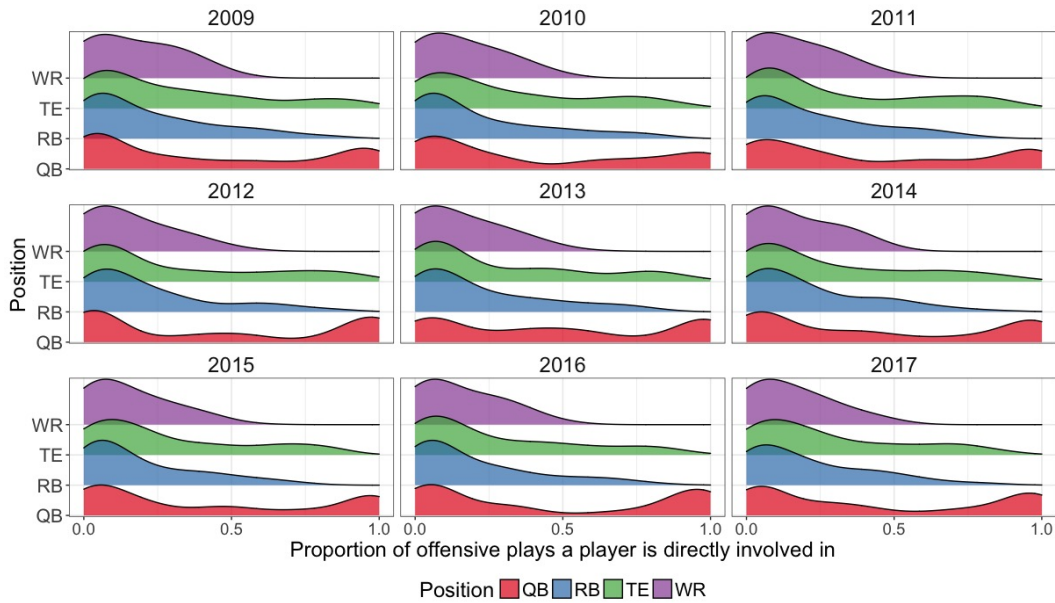 2009 2010 2011
WR
TE
RB
QB
2012 2013 2014
Position
WR
TE
RB
QB
2015 2016 2017
WR
TE
RB
QB
0.0 0.5 1.0 0.0 0.5 1.0 0.0 0.5 1.0
Proportion of offensive plays a player is directly involved in
Position QB RB TE WR